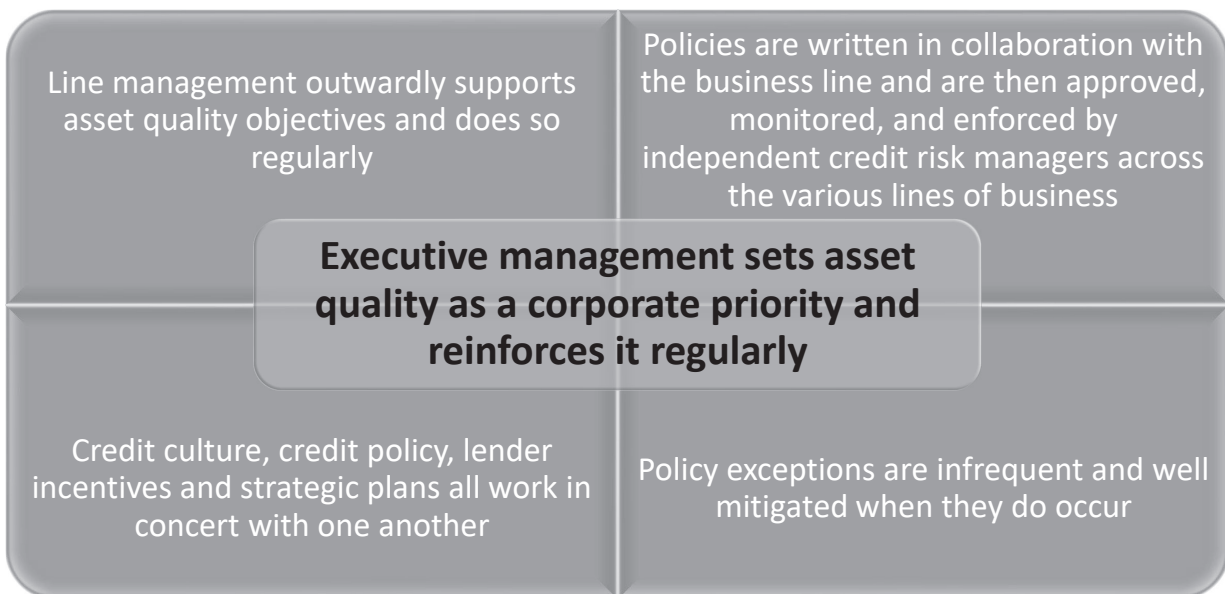 Line management outwardly supports
asset quality objectives and does so
regularly
Policies are written in collaboration with
the business line and are then approved,
monitored, and enforced by
independent credit risk managers across
the various lines of business
Executive management sets asset
quality as a corporate priority and
reinforces it regularly
Credit culture, credit policy, lender
incentives and strategic plans all work in
concert with one another
Policy exceptions are infrequent and well
mitigated when they do occur